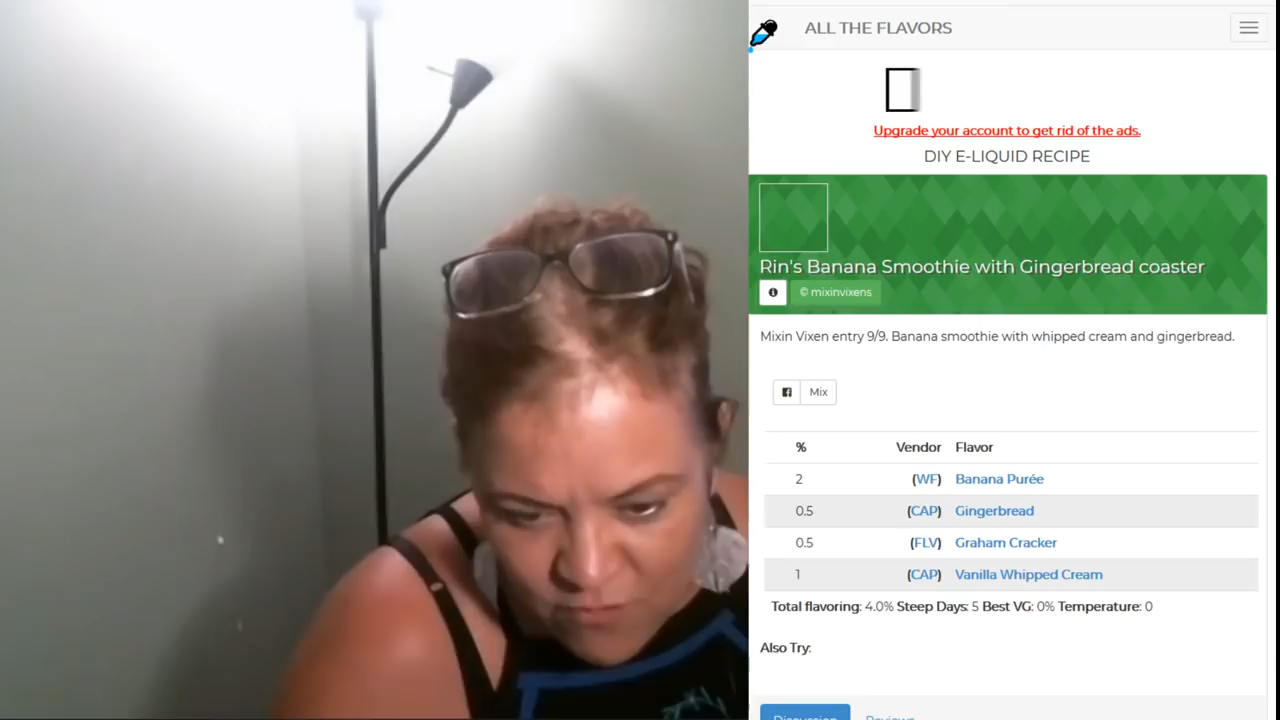 ALL THE FLAVORS
Upgrade your account to get rid of the ads.
DIY E-LIQUID RECIPE
Rin's Banana Smoothie with Gingerbread coaster
© mixinvixens
Mixin Vixen entry 9/9. Banana smoothie with whipped cream and gingerbread.
Mix
% Vendor Flavor
2 (WF) Banana Purée
0.5 (CAP) Gingerbread
0.5 (FLV) Graham Cracker
1 (CAP) Vanilla Whipped Cream
Total flavoring: 4.0% Steep Days: 5 Best VG: 0% Temperature: 0
Also Try:
Discussion Reviews